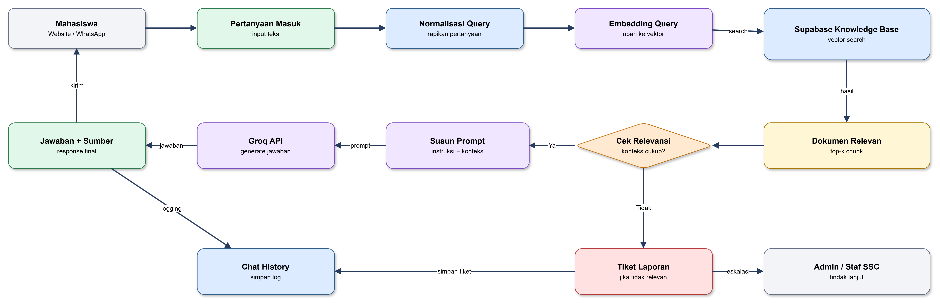 Mahasiswa
Website / WhatsApp
Pertanyaan Masuk
input teks
Normalisasi Query
rapikan pertanyaan
Embedding Query
ubah ke vektor
search
Supabase Knowledge Base
vector search
kirim
hasil
Jawaban + Sumber
response final
jawaban
Groq API
generate jawaban
prompt
Susun Prompt
instruksi + konteks
Ya
Cek Relevansi
konteks cukup?
Dokumen Relevan
top-k chunk
logging
Tidak
Chat History
simpan log
simpan tiket
Tiket Laporan
jika tidak relevan
eskalasi
Admin / Staf SSC
tindak lanjut